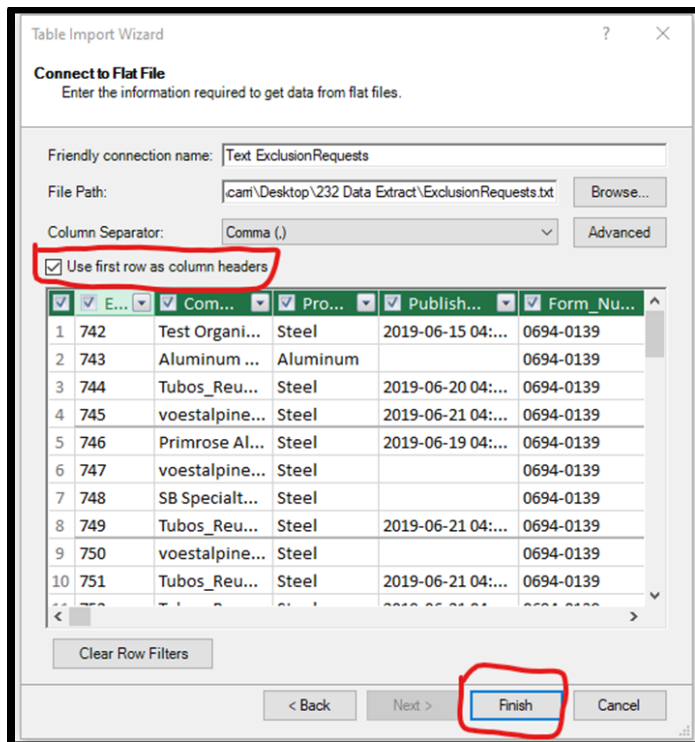 Table Import Wizard ? ×
Connect to Flat File
Enter the information required to get data from flat files.
Friendly connection name: Text ExclusionRequests
File Path: .carri\Desktop\232 Data Extract\ExclusionRequests.txt Browse...
Column Separator: Comma (,) Advanced
Use first row as column headers
E... Com... Pro... Publish... Form_Nu...
1 742 Test Organi... Steel 2019-06-15 04:... 0694-0139
2 743 Aluminum ... Aluminum 0694-0139
3 744 Tubos_Reu... Steel 2019-06-20 04:... 0694-0139
4 745 voestalpine... Steel 2019-06-21 04:... 0694-0139
5 746 Primrose Al... Steel 2019-06-19 04:... 0694-0139
6 747 voestalpine... Steel 0694-0139
7 748 SB Specialt... Steel 0694-0139
8 749 Tubos_Reu... Steel 2019-06-21 04:... 0694-0139
9 750 voestalpine... Steel 0694-0139
10 751 Tubos_Reu... Steel 2019-06-21 04:... 0694-0139
Clear Row Filters
< Back Next > Finish Cancel